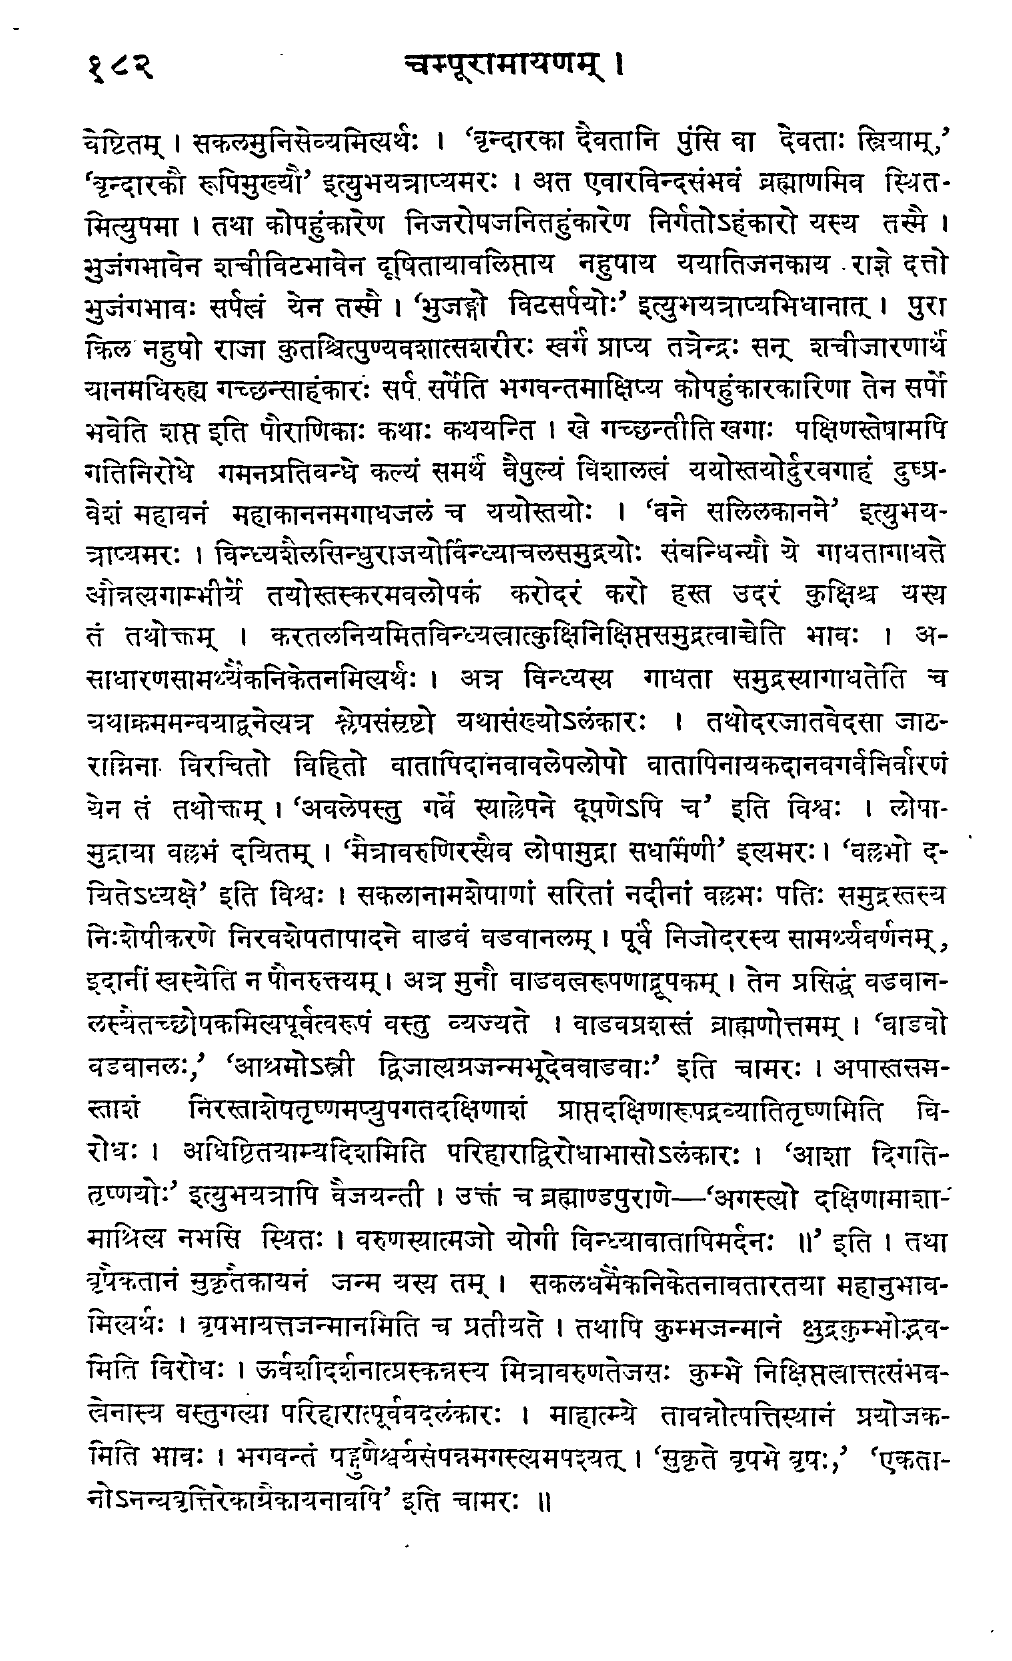 १८२ चम्पूरामायणम् ।
वेष्टितम् । सकलमुनिसेव्यमित्यर्थः । ‘वृन्दारका दैवतानि पुंसि वा देवताः स्त्रियाम्,’
‘वृन्दारकौ रूपिमुख्यौ’ इत्युभयत्राप्यमरः । अत एवारविन्दसंभवं ब्रह्माणमिव स्थित-
मित्युपमा । तथा कोपहुंकारेण निजरोषजनितहुंकारेण निर्गतोऽहंकारो यस्य तस्मै ।
भुजंगभावेन शचीविटभावेन दूषितायावलिप्ताय नहुषाय ययातिजनकाय राज्ञे दत्तो
भुजंगभावः सर्पत्वं येन तस्मै । ‘भुजङ्गो विटसर्पयोः’ इत्युभयत्राप्यभिधानात् । पुरा
किल नहुषो राजा कुतश्चित्पुण्यवशात्सशरीरः स्वर्गं प्राप्य तत्रेन्द्रः सन् शचीजारणार्थं
यानमधिरुह्य गच्छन्साहंकारः सर्प सर्पेति भगवन्तमाक्षिप्य कोपहुंकारकारिणा तेन सर्पो
भवेति शप्त इति पौराणिकाः कथाः कथयन्ति । खे गच्छन्तीति खगाः पक्षिणस्तेषामपि
गतिनिरोधे गमनप्रतिबन्धे कल्यं समर्थं वैपुल्यं विशालत्वं ययोस्तयोर्दुरवगाहं दुष्प्र-
वेशं महावनं महाकाननमगाधजलं च ययोस्तयोः । ‘वने सलिलकानने’ इत्युभय-
त्राप्यमरः । विन्ध्यशैलसिन्धुराजयोर्विन्ध्याचलसमुद्रयोः संबन्धिन्यौ ये गाधतागाधते
औन्नत्यगाम्भीर्ये तयोस्तस्करमवलोपकं करोदरं करो हस्त उदरं कुक्षिश्च यस्य
तं तथोक्तम् । करतलनियमितविन्ध्यत्वात्कुक्षिनिक्षिप्तसमुद्रत्वाच्चेति भावः । अ-
साधारणसामर्थ्यैकनिकेतनमित्यर्थः । अत्र विन्ध्यस्य गाधता समुद्रस्यागाधतेति च
यथाक्रममन्वयाद्वनेत्यत्र श्लेषसंसृष्टो यथासंख्योऽलंकारः । तथोदरजातवेदसा जाठ-
राग्निना विरचितो विहितो वातापिदानवावलेपलोपो वातापिनायकदानवगर्वनिर्वारणं
येन तं तथोक्तम् । ‘अवलेपस्तु गर्वे स्याल्लेपने दूषणेऽपि च’ इति विश्वः । लोपा-
मुद्राया वल्लभं दयितम् । ‘मैत्रावरुणिरस्यैव लोपामुद्रा सधर्मिणी’ इत्यमरः । ‘वल्लभो द-
यितेऽध्यक्षे’ इति विश्वः । सकलानामशेषाणां सरितां नदीनां वल्लभः पतिः समुद्रस्तस्य
निःशेषीकरणे निरवशेषतापादने वाडवं वडवानलम् । पूर्वं निजोदरस्य सामर्थ्यवर्णनम्,
इदानीं स्वस्येति न पौनरुत्तयम् । अत्र मुनौ वाडवत्वरूपणाद्रूपकम् । तेन प्रसिद्धं वडवान-
लस्यैतच्छोपकमित्यपूर्वत्वरूपं वस्तु व्यज्यते । वाडवप्रशस्तं ब्राह्मणोत्तमम् । ‘वाडवो
वडवानलः,’ ‘आश्रमोऽस्त्री द्विजात्यग्रजन्मभूदेववाडवाः’ इति चामरः । अपास्तसम-
स्ताशं निरस्ताशेषतृष्णमप्युपगतदक्षिणाशं प्राप्तदक्षिणारूपद्रव्यातितृष्णमिति वि-
रोधः । अधिष्ठितयाम्यदिशमिति परिहाराद्विरोधाभासोऽलंकारः । ‘आशा दिगति-
तृष्णयोः’ इत्युभयत्रापि वैजयन्ती । उक्तं च ब्रह्माण्डपुराणे—‘अगस्त्यो दक्षिणामाशा-
माश्रित्य नभसि स्थितः । वरुणस्यात्मजो योगी विन्ध्यावातापिमर्दनः ॥’ इति । तथा
वृषैकतानं सुकृतैकायनं जन्म यस्य तम् । सकलधर्मैकनिकेतनावतारतया महानुभाव-
मित्यर्थः । वृषभायत्तजन्मानमिति च प्रतीयते । तथापि कुम्भजन्मानं क्षुद्रकुम्भोद्भव-
मिति विरोधः । ऊर्वशीदर्शनात्प्रस्कन्नस्य मित्रावरुणतेजसः कुम्भे निक्षिप्तत्वात्तत्संभव-
त्वेनास्य वस्तुगत्या परिहारात्पूर्ववदलंकारः । माहात्म्ये तावन्नोत्पत्तिस्थानं प्रयोजक-
मिति भावः । भगवन्तं षड्गुणैश्वर्यसंपन्नमगस्त्यमपश्यत् । ‘सुकृते वृषभे वृषः,’ ‘एकता-
नोऽनन्यवृत्तिरेकाग्रैकायनावपि’ इति चामरः ॥